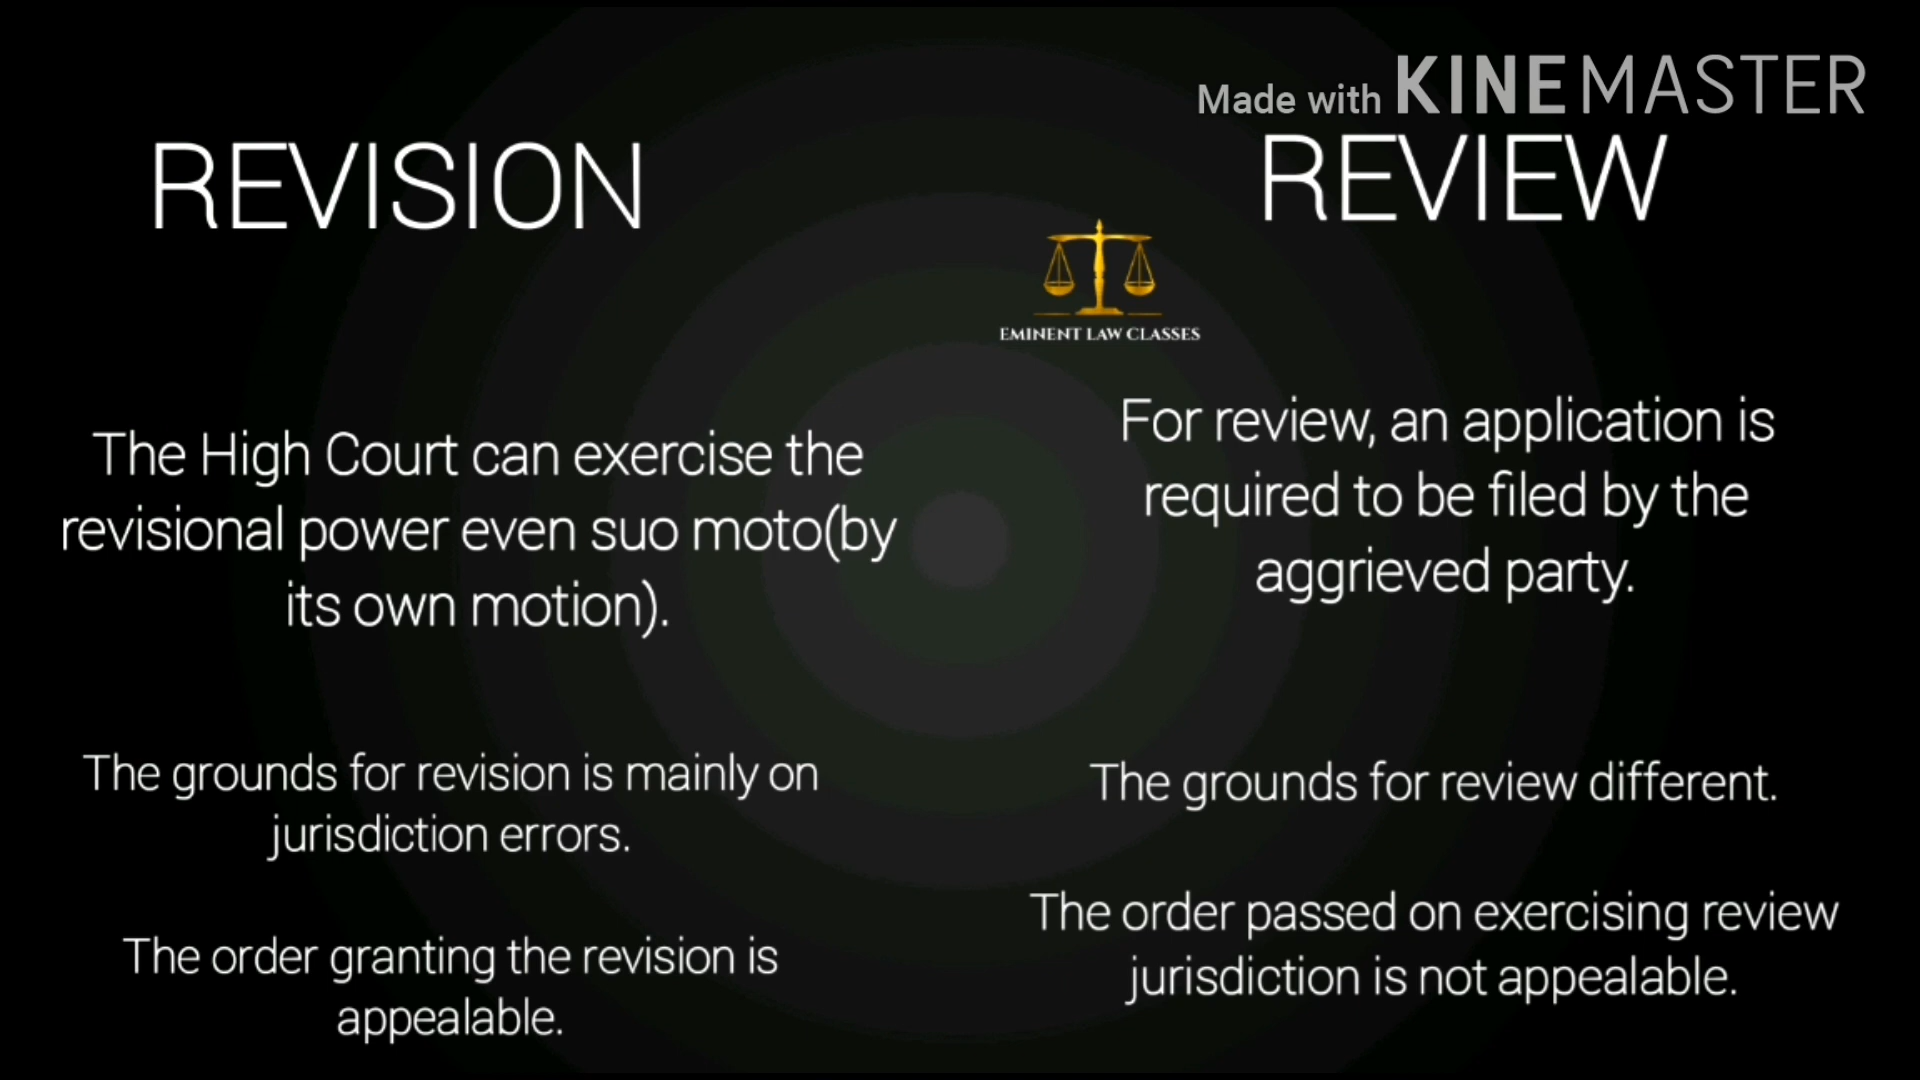 Made with KINEMASTER
REVISION
REVIEW
EMINENT LAW CLASSES
The High Court can exercise the
revisional power even suo moto(by
its own motion).
For review, an application is
required to be filed by the
aggrieved party.
The grounds for revision is mainly on
jurisdiction errors.
The grounds for review different.
The order granting the revision is
appealable.
The order passed on exercising review
jurisdiction is not appealable.